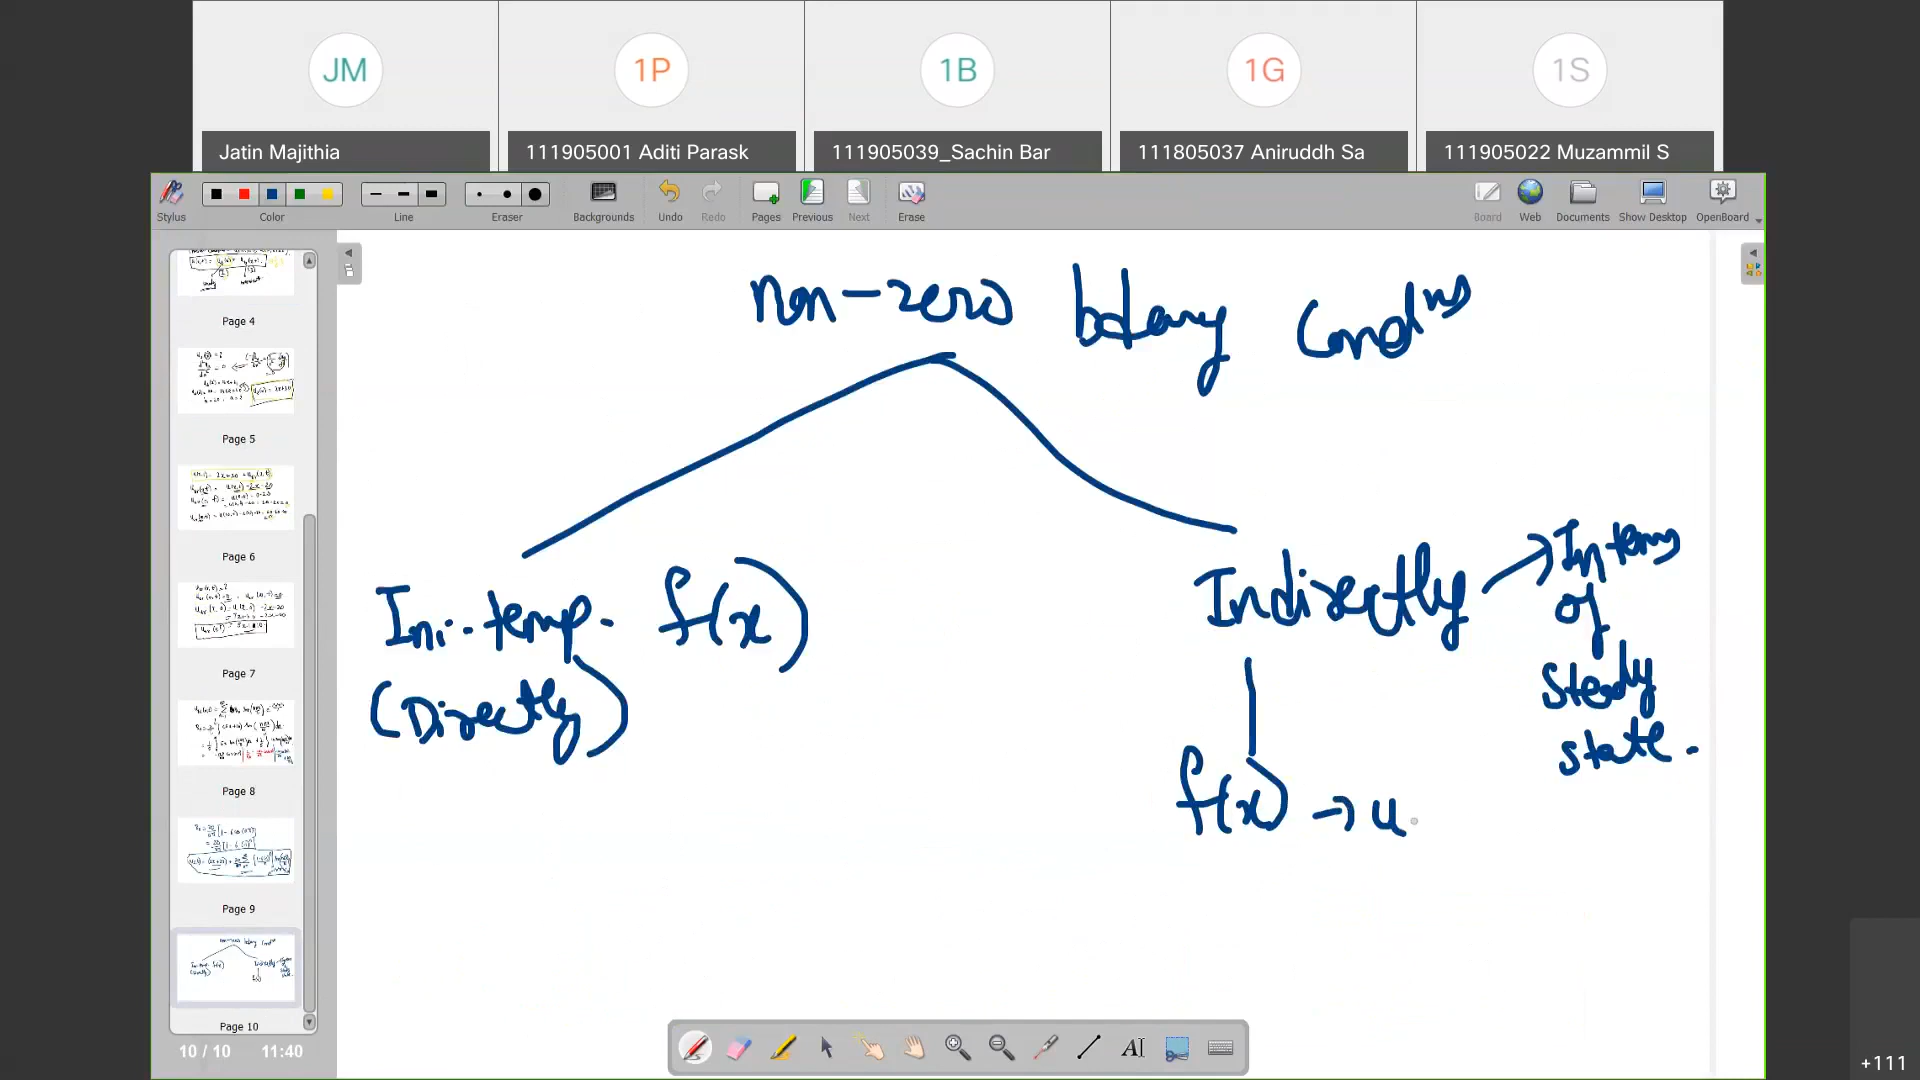 JM
1P
1B
1G
1S
Jatin Majithia
111905001 Aditi Parask
111905039_Sachin Bar
111805037 Aniruddh Sa
111905022 Muzammil S
Stylus
Color
Line
Eraser
Backgrounds
Undo
Redo
Pages
Previous
Next
Erase
Board
Web
Documents
Show Desktop
OpenBoard
Page 4
Page 5
Page 6
Page 7
Page 8
Page 9
Page 10
10 / 10 11:40
non-zero bdary Condns
Ini. temp. f(x)
(Directly)
Indirectly → In terms
of
steady
state.
f(x) → u
+111